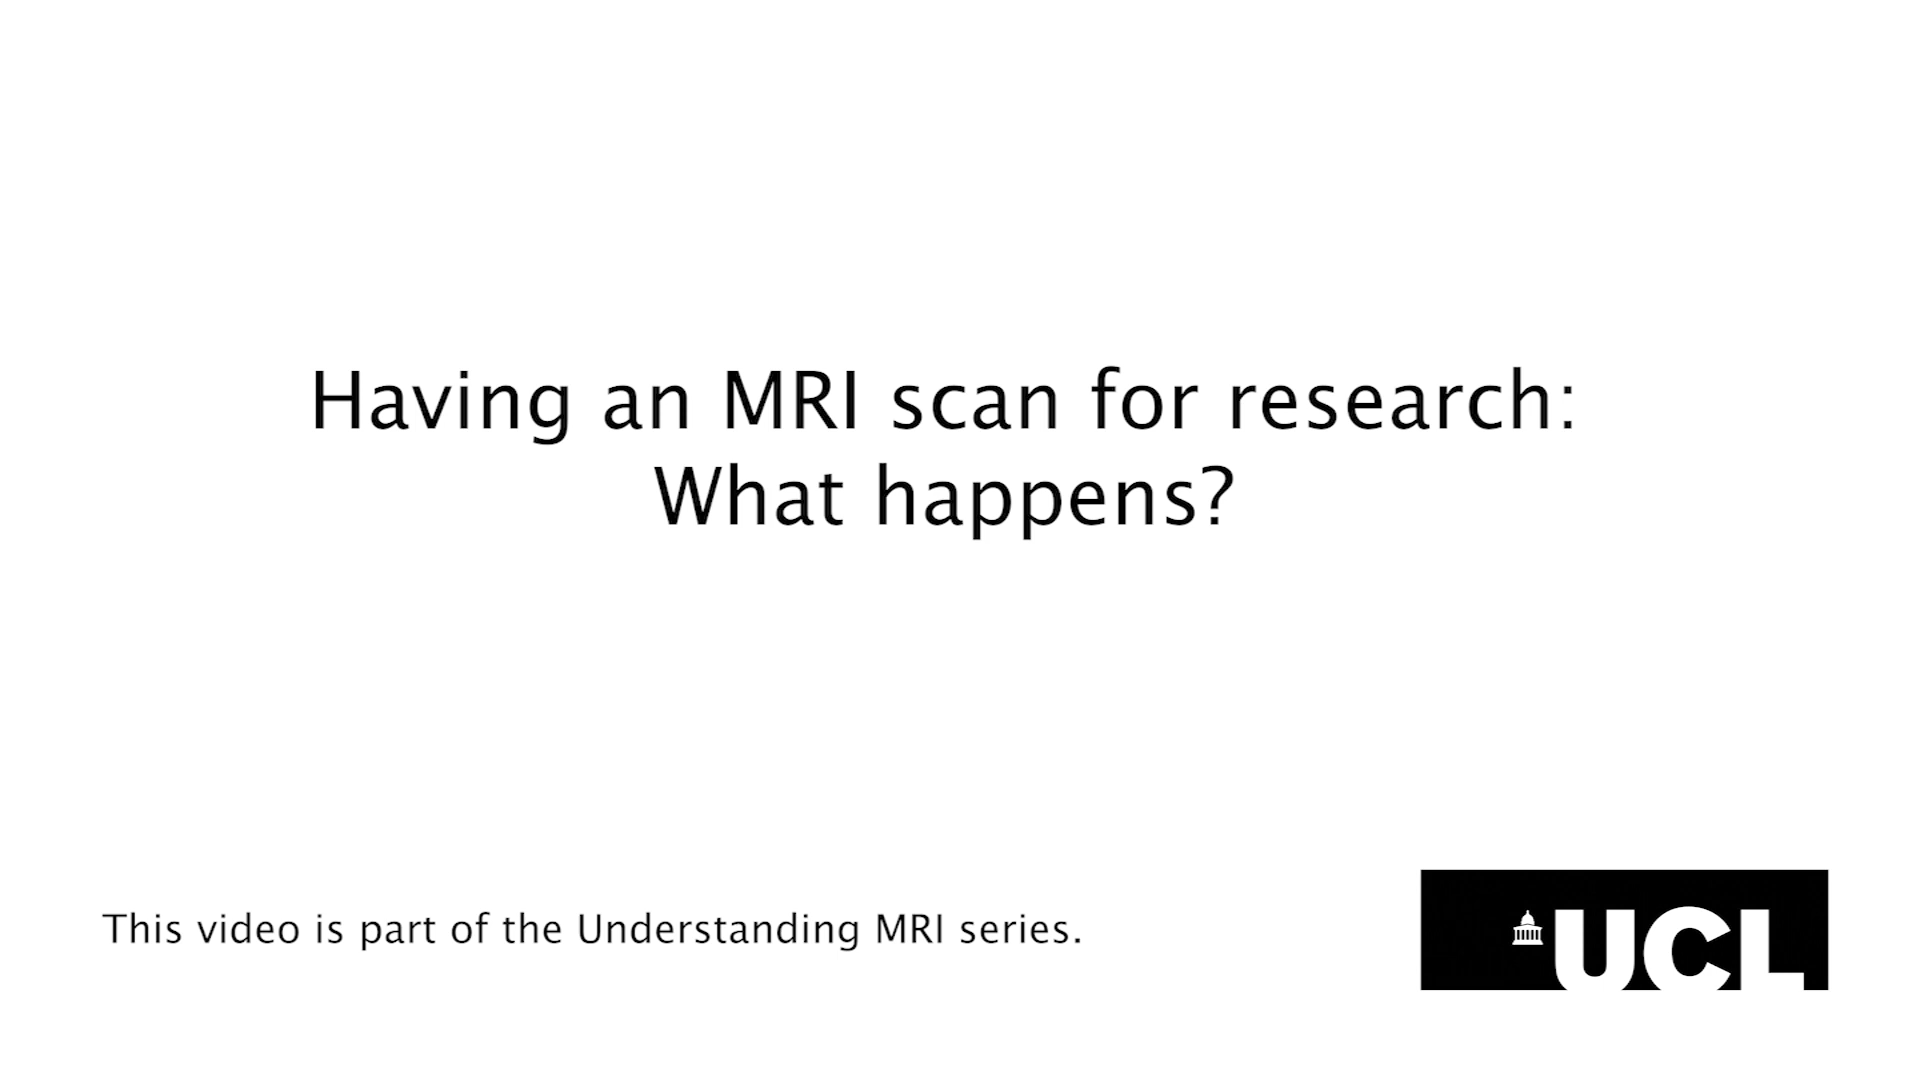 Having an MRI scan for research:
What happens?
This video is part of the Understanding MRI series.
UCL